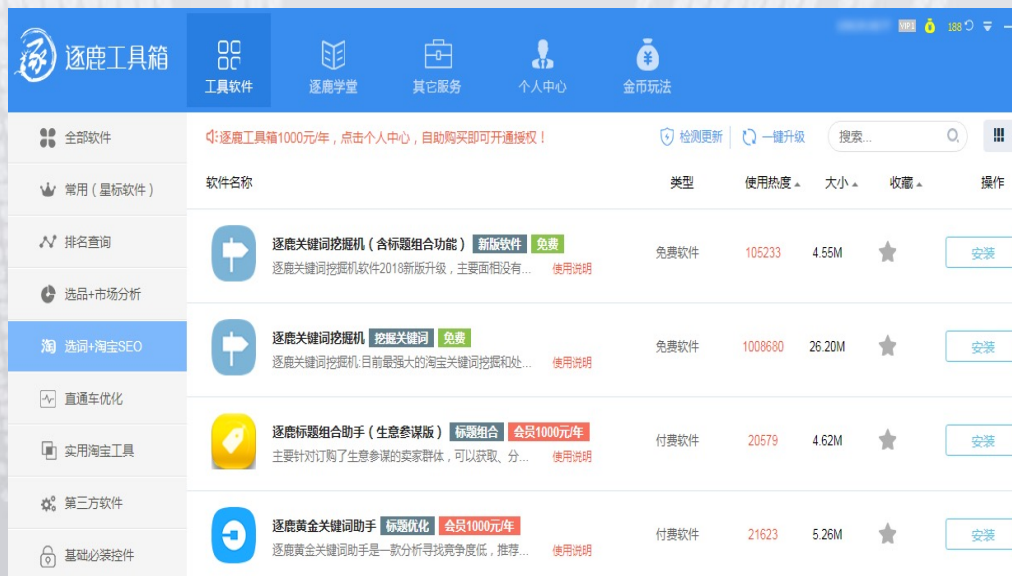 逐 逐鹿工具箱
工具软件
逐鹿学堂
其它服务
个人中心
金币玩法
VIP1
188
全部软件
常用（星标软件）
排名查询
选品+市场分析
淘 选词+淘宝SEO
直通车优化
实用淘宝工具
第三方软件
基础必装控件
逐鹿工具箱1000元/年，点击个人中心，自助购买即可开通授权！
检测更新 一键升级 搜索...
软件名称 类型 使用热度 大小 收藏 操作
逐鹿关键词挖掘机（含标题组合功能） 新版软件 免费
逐鹿关键词挖掘机软件2018新版升级，主要面相没有... 使用说明
免费软件 105233 4.55M 安装
逐鹿关键词挖掘机 挖掘关键词 免费
逐鹿关键词挖掘机:目前最强大的淘宝关键词挖掘和处... 使用说明
免费软件 1008680 26.20M 安装
逐鹿标题组合助手（生意参谋版） 标题组合 会员1000元/年
主要针对订购了生意参谋的卖家群体，可以获取、分... 使用说明
付费软件 20579 4.62M 安装
逐鹿黄金关键词助手 标题优化 会员1000元/年
逐鹿黄金关键词助手是一款分析寻找竞争度低，推荐... 使用说明
付费软件 21623 5.26M 安装